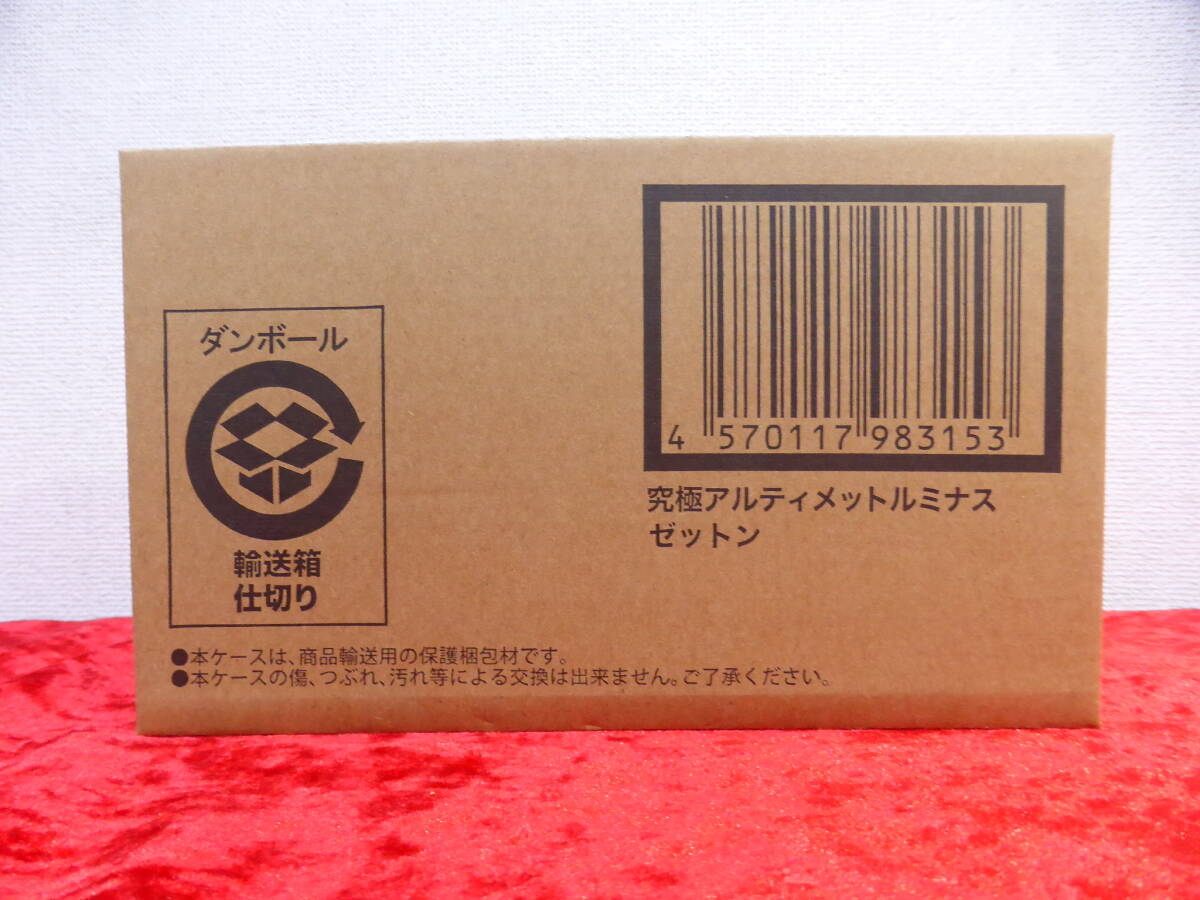 ダンボール
輸送箱
仕切り
4 570117 983153
究極アルティメットルミナス
ゼットン
●本ケースは、商品輸送用の保護梱包材です。
●本ケースの傷、つぶれ、汚れ等による交換は出来ません。ご了承ください。